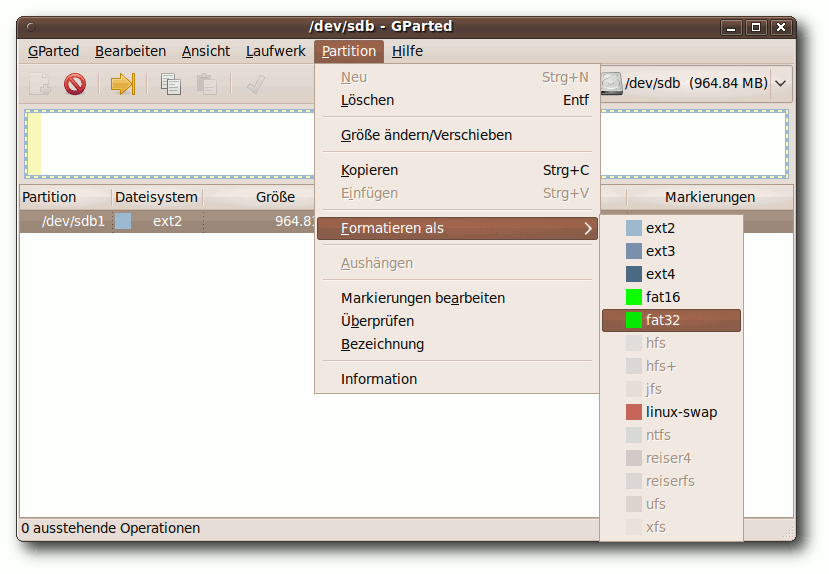 /dev/sdb - GParted
GParted Bearbeiten Ansicht Laufwerk Partition Hilfe
/dev/sdb (964.84 MB)
Neu Strg+N
Löschen Entf
Größe ändern/Verschieben
Kopieren Strg+C
Einfügen Strg+V
Formatieren als
Aushängen
Markierungen bearbeiten
Überprüfen
Bezeichnung
Information
Partition Dateisystem Größe Markierungen
/dev/sdb1 ext2 964.8
ext2
ext3
ext4
fat16
fat32
hfs
hfs+
jfs
linux-swap
ntfs
reiser4
reiserfs
ufs
xfs
0 ausstehende Operationen